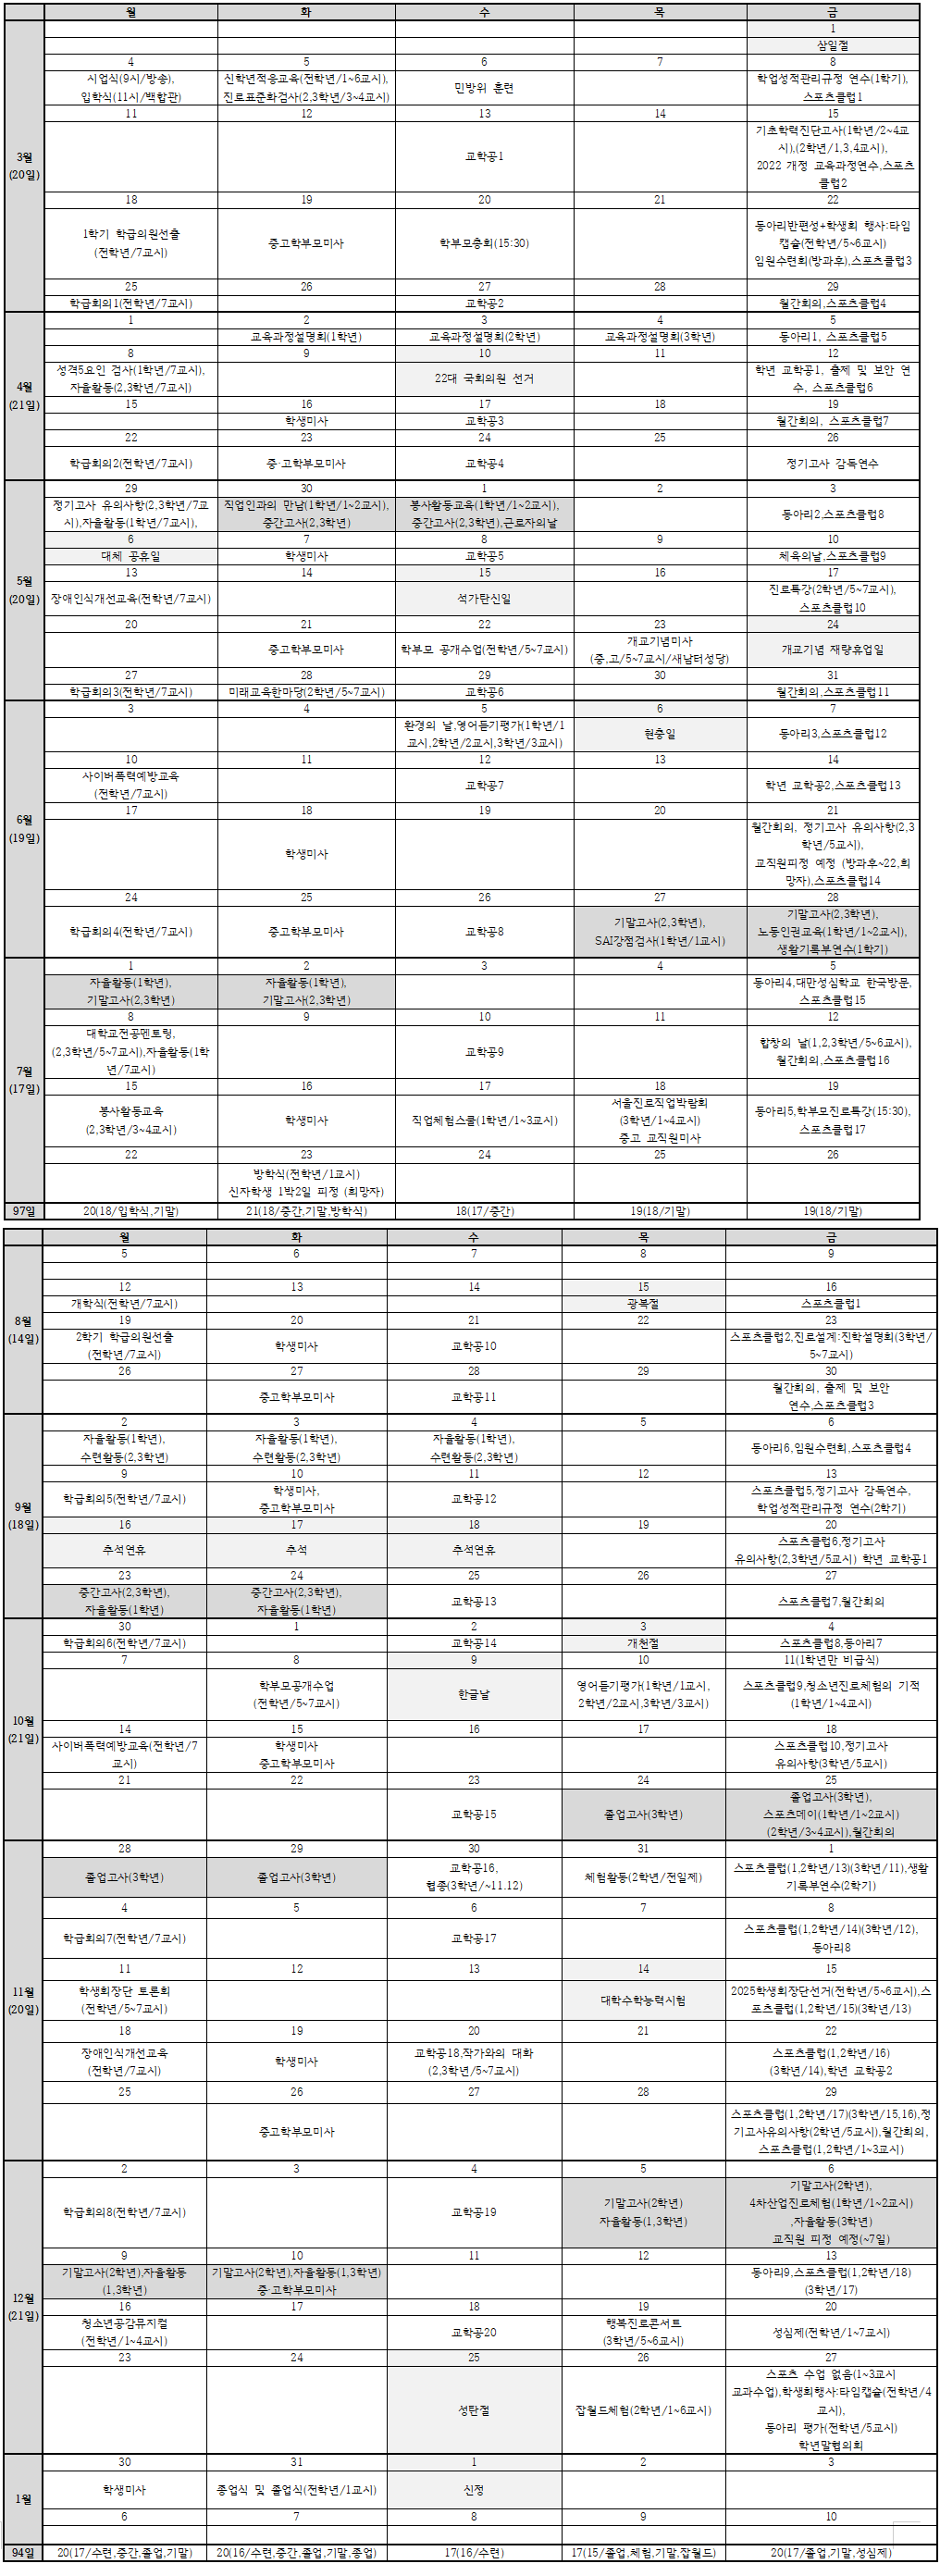 월 화 수 목 금
3월
(20일)
1
삼일절
4 5 6 7 8
시업식(9시/방송),
입학식(11시/백합관)
신학년적응교육(전학년/1~6교시),
진로표준화검사(2,3학년/3~4교시)
민방위 훈련
학업성적관리규정 연수(1학기),
스포츠클럽1
11 12 13 14 15
교학공1
기초학력진단고사(1학년/2~4교
시),(2학년/1,3,4교시),
2022 개정 교육과정연수,스포츠
클럽2
18 19 20 21 22
1학기 학급의원선출
(전학년/7교시)
중고학부모미사
학부모총회(15:30)
동아리반편성+학생회 행사:타임
캡슐(전학년/5~6교시)
임원수련회(방과후),스포츠클럽3
25 26 27 28 29
학급회의1(전학년/7교시) 교학공2 월간회의,스포츠클럽4
4월
(21일)
1 2 3 4 5
교육과정설명회(1학년) 교육과정설명회(2학년) 교육과정설명회(3학년) 동아리1, 스포츠클럽5
8 9 10 11 12
성격5요인 검사(1학년/7교시),
자율활동(2,3학년/7교시)
22대 국회의원 선거
학년 교학공1, 출제 및 보안 연
수, 스포츠클럽6
15 16 17 18 19
학생미사 교학공3 월간회의, 스포츠클럽7
22 23 24 25 26
학급회의2(전학년/7교시) 중·고학부모미사 교학공4 정기고사 감독연수
5월
(20일)
29 30 1 2 3
정기고사 유의사항(2,3학년/7교
시),자율활동(1학년/7교시),
직업인과의 만남(1학년/1~2교시),
중간고사(2,3학년)
봉사활동교육(1학년/1~2교시),
중간고사(2,3학년),근로자의날
동아리2,스포츠클럽8
6 7 8 9 10
대체 공휴일 학생미사 교학공5 체육의날,스포츠클럽9
13 14 15 16 17
장애인식개선교육(전학년/7교시)
석가탄신일
진로특강(2학년/5~7교시),
스포츠클럽10
20 21 22 23 24
중고학부모미사
학부모 공개수업(전학년/5~7교시)
개교기념미사
(중,고/5~7교시/새남터성당)
개교기념 재량휴업일
27 28 29 30 31
학급회의3(전학년/7교시) 미래교육한마당(2학년/5~7교시) 교학공6 월간회의,스포츠클럽11
6월
(19일)
3 4 5 6 7
환경의 날,영어듣기평가(1학년/1
교시,2학년/2교시,3학년/3교시)
현충일
동아리3,스포츠클럽12
10 11 12 13 14
사이버폭력예방교육
(전학년/7교시)
교학공7
학년 교학공2,스포츠클럽13
17 18 19 20 21
학생미사
월간회의, 정기고사 유의사항(2,3
학년/5교시),
교직원피정 예정 (방과후~22,희
망자),스포츠클럽14
24 25 26 27 28
학급회의4(전학년/7교시)
중고학부모미사
교학공8
기말고사(2,3학년),
SAI강점검사(1학년/1교시)
기말고사(2,3학년),
노동인권교육(1학년/1~2교시),
생활기록부연수(1학기)
7월
(17일)
1 2 3 4 5
자율활동(1학년),
기말고사(2,3학년)
자율활동(1학년),
기말고사(2,3학년)
동아리4,대만성심학교 한국방문,
스포츠클럽15
8 9 10 11 12
대학교전공멘토링,
(2,3학년/5~7교시),자율활동(1학
년/7교시)
교학공9
합창의 날(1,2,3학년/5~6교시),
월간회의,스포츠클럽16
15 16 17 18 19
봉사활동교육
(2,3학년/3~4교시)
학생미사
직업체험스쿨(1학년/1~3교시)
서울진로직업박람회
(3학년/1~4교시)
중고 교직원미사
동아리5,학부모진로특강(15:30),
스포츠클럽17
22 23 24 25 26
방학식(전학년/1교시)
신자학생 1박2일 피정 (희망자)
97일 20(18/입학식,기말) 21(18/중간,기말,방학식) 18(17/중간) 19(18/기말) 19(18/기말)
월 화 수 목 금
8월
(14일)
5 6 7 8 9
12 13 14 15 16
개학식(전학년/7교시) 광복절 스포츠클럽1
19 20 21 22 23
2학기 학급의원선출
(전학년/7교시)
학생미사
교학공10
스포츠클럽2,진로설계:진학설명회(3학년/
5~7교시)
26 27 28 29 30
중고학부모미사
교학공11
월간회의, 출제 및 보안
연수,스포츠클럽3
9월
(18일)
2 3 4 5 6
자율활동(1학년),
수련활동(2,3학년)
자율활동(1학년),
수련활동(2,3학년)
자율활동(1학년),
수련활동(2,3학년)
동아리6,임원수련회,스포츠클럽4
9 10 11 12 13
학급회의5(전학년/7교시)
학생미사,
중고학부모미사
교학공12
스포츠클럽5,정기고사 감독연수,
학업성적관리규정 연수(2학기)
16 17 18 19 20
추석연휴 추석 추석연휴
스포츠클럽6,정기고사
유의사항(2,3학년/5교시) 학년 교학공1
23 24 25 26 27
중간고사(2,3학년),
자율활동(1학년)
중간고사(2,3학년),
자율활동(1학년)
교학공13
스포츠클럽7,월간회의
10월
(21일)
30 1 2 3 4
학급회의6(전학년/7교시) 교학공14 개천절 스포츠클럽8,동아리7
7 8 9 10 11(1학년만 비급식)
학부모공개수업
(전학년/5~7교시)
한글날
영어듣기평가(1학년/1교시,
2학년/2교시,3학년/3교시)
스포츠클럽9,청소년진로체험의 기적
(1학년/1~4교시)
14 15 16 17 18
사이버폭력예방교육(전학년/7
교시)
학생미사
중고학부모미사
스포츠클럽10,정기고사
유의사항(3학년/5교시)
21 22 23 24 25
교학공15
졸업고사(3학년)
졸업고사(3학년),
스포츠데이(1학년/1~2교시)
(2학년/3~4교시),월간회의
11월
(20일)
28 29 30 31 1
졸업고사(3학년)
졸업고사(3학년)
교학공16,
협종(3학년/~11.12)
체험활동(2학년/전일제)
스포츠클럽(1,2학년/13)(3학년/11),생활
기록부연수(2학기)
4 5 6 7 8
학급회의7(전학년/7교시)
교학공17
스포츠클럽(1,2학년/14)(3학년/12),
동아리8
11 12 13 14 15
학생회장단 토론회
(전학년/5~7교시)
대학수학능력시험
2025학생회장단선거(전학년/5~6교시),스
포츠클럽(1,2학년/15)(3학년/13)
18 19 20 21 22
장애인식개선교육
(전학년/7교시)
학생미사
교학공18,작가와의 대화
(2,3학년/5~7교시)
스포츠클럽(1,2학년/16)
(3학년/14),학년 교학공2
25 26 27 28 29
중고학부모미사
스포츠클럽(1,2학년/17)(3학년/15,16),정
기고사유의사항(2학년/5교시),월간회의,
스포츠클럽(1,2학년/1~3교시)
12월
(21일)
2 3 4 5 6
학급회의8(전학년/7교시)
교학공19
기말고사(2학년)
자율활동(1,3학년)
기말고사(2학년),
4차산업진로체험(1학년/1~2교시)
,자율활동(3학년)
교직원 피정 예정(~7일)
9 10 11 12 13
기말고사(2학년),자율활동
(1,3학년)
기말고사(2학년),자율활동(1,3학년)
중·고학부모미사
동아리9,스포츠클럽(1,2학년/18)
(3학년/17)
16 17 18 19 20
청소년공감뮤지컬
(전학년/1~4교시)
교학공20
행복진로콘서트
(3학년/5~6교시)
성심제(전학년/1~7교시)
23 24 25 26 27
성탄절
잡월드체험(2학년/1~6교시)
스포츠 수업 없음(1~3교시
교과수업),학생회행사:타임캡슐(전학년/4
교시),
동아리 평가(전학년/5교시)
학년말협의회
1월
30 31 1 2 3
학생미사 종업식 및 졸업식(전학년/1교시) 신정
6 7 8 9 10
94일 20(17/수련,중간,졸업,기말) 20(16/수련,중간,졸업,기말,종업) 17(16/수련) 17(15/졸업,체험,기말,잡월드) 20(17/졸업,기말,성심제)